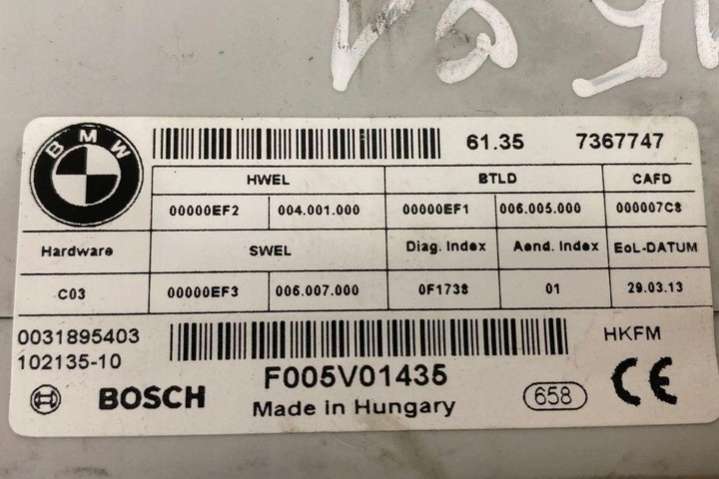 BMW
61.35 7367747
HWEL BTLD CAFD
00000EF2 004.001.000 00000EF1 006.005.000 000007C8
Hardware SWEL Diag. Index Aend. Index EoL-DATUM
C03 00000EF3 006.007.000 0F1738 01 29.03.13
0031895403 HKFM
102135-10
BOSCH F005V01435 658 CE
Made in Hungary